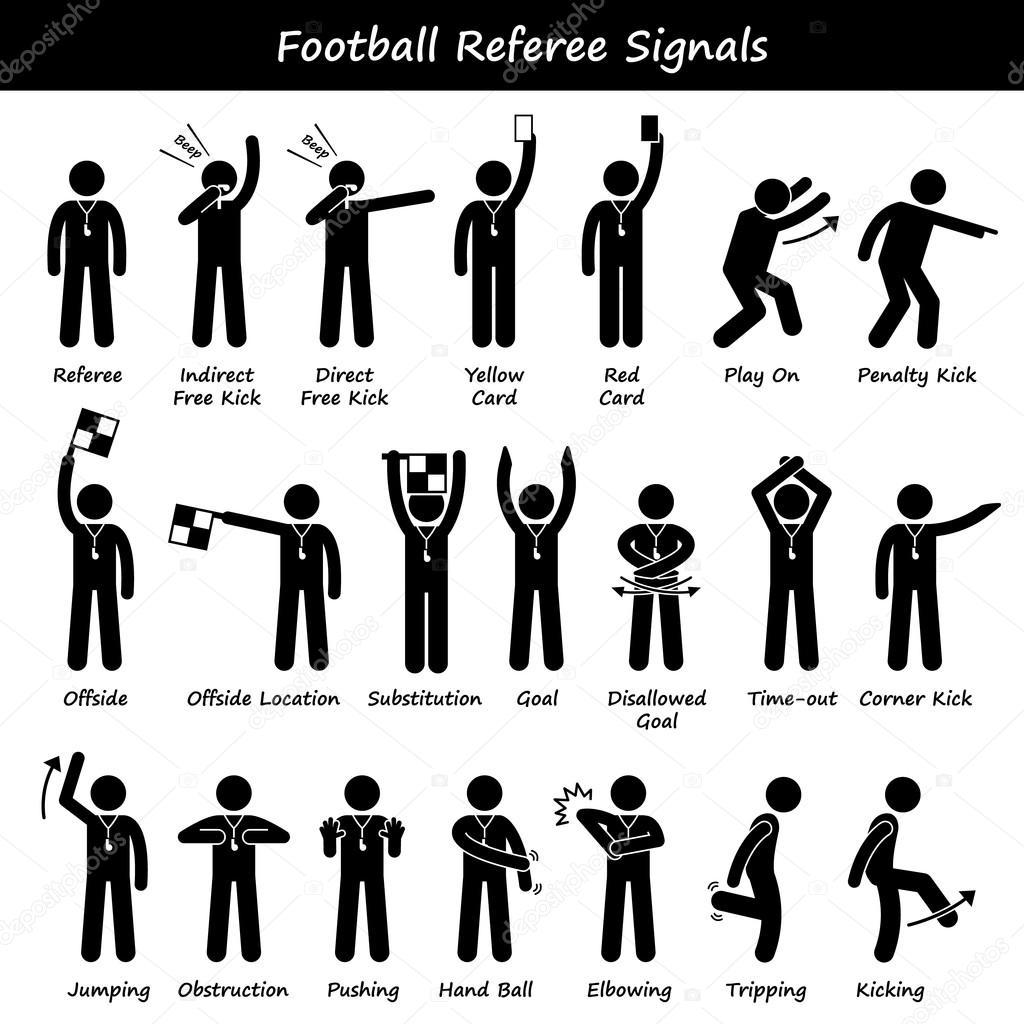 Football Referee Signals
Beep
Beep
Referee
Indirect
Free Kick
Direct
Free Kick
Yellow
Card
Red
Card
Play On
Penalty Kick
Offside
Offside Location
Substitution
Goal
Disallowed
Goal
Time-out
Corner Kick
Jumping
Obstruction
Pushing
Hand Ball
Elbowing
Tripping
Kicking
depositphotos